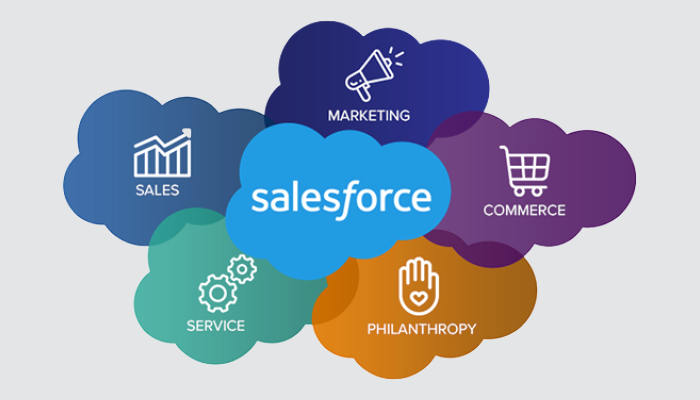 MARKETING
SALES
salesforce
COMMERCE
SERVICE
PHILANTHROPY